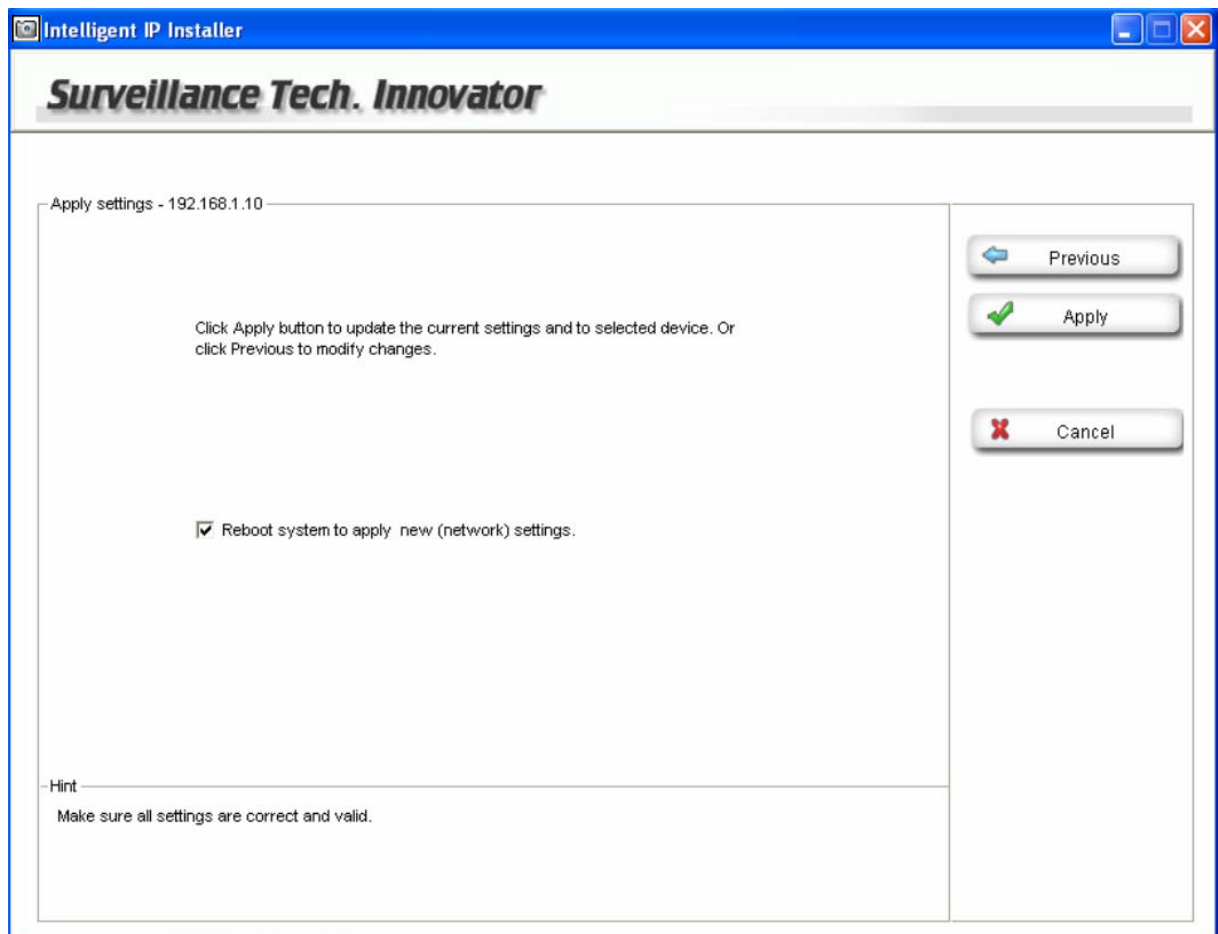 Intelligent IP Installer
Surveillance Tech. Innovator
Apply settings - 192.168.1.10
Previous
Apply
Click Apply button to update the current settings and to selected device. Or
click Previous to modify changes.
Cancel
Reboot system to apply new (network) settings.
Hint
Make sure all settings are correct and valid.